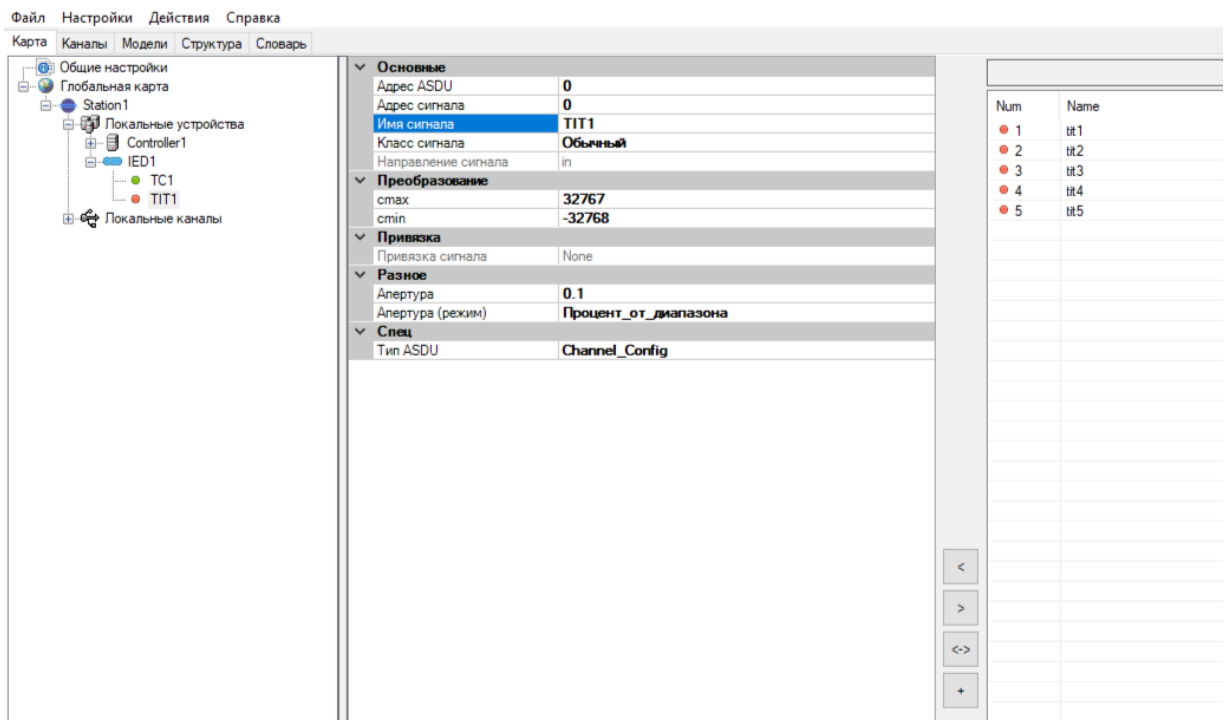 Файл Настройки Действия Справка
Карта Каналы Модели Структура Словарь
Общие настройки
Глобальная карта
Station1
Локальные устройства
Controller1
IED1
TC1
TIT1
Локальные каналы
Основные
Адрес ASDU 0
Адрес сигнала 0
Имя сигнала TIT1
Класс сигнала Обычный
Направление сигнала in
Преобразование
cmax 32767
cmin -32768
Привязка
Привязка сигнала None
Разное
Апертура 0.1
Апертура (режим) Процент_от_диапазона
Спец
Тип ASDU Channel_Config
<
>
<->
+
Num Name
1 tit1
2 tit2
3 tit3
4 tit4
5 tit5